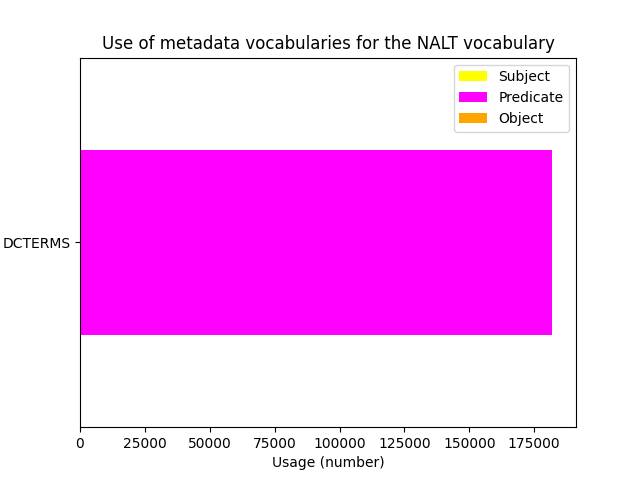 Use of metadata vocabularies for the NALT vocabulary
Subject
Predicate
Object
DCTERMS
0 25000 50000 75000 100000 125000 150000 175000
Usage (number)